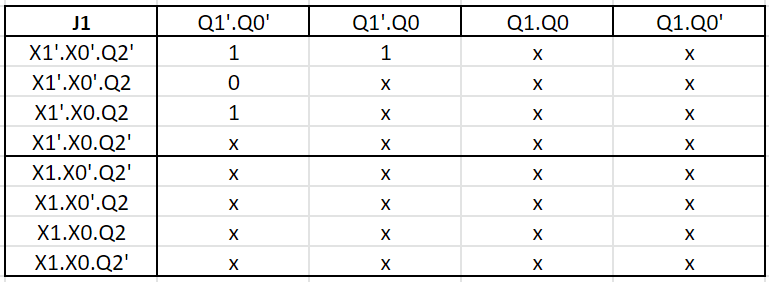 J1 Q1'.Q0' Q1'.Q0 Q1.Q0 Q1.Q0'
X1'.X0'.Q2' 1 1 x x
X1'.X0'.Q2 0 x x x
X1'.X0.Q2 1 x x x
X1'.X0.Q2' x x x x
X1.X0'.Q2' x x x x
X1.X0'.Q2 x x x x
X1.X0.Q2 x x x x
X1.X0.Q2' x x x x